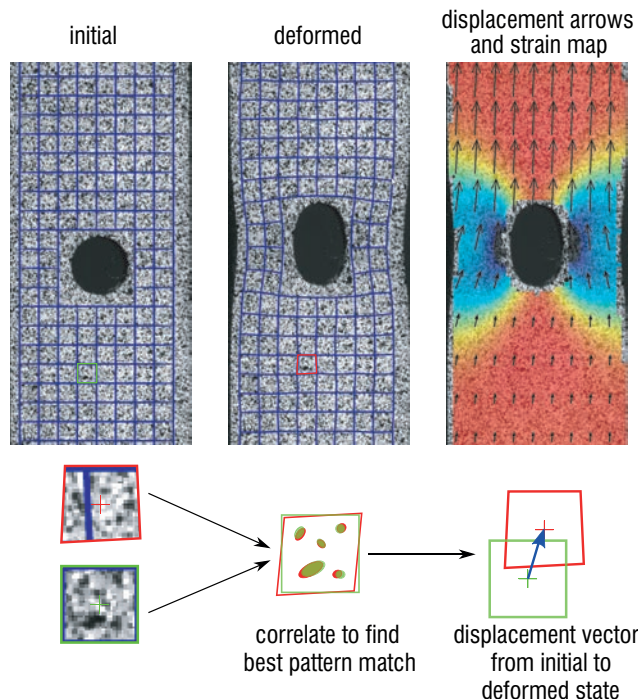 initial
deformed
displacement arrows
and strain map
correlate to find
best pattern match
displacement vector
from initial to
deformed state